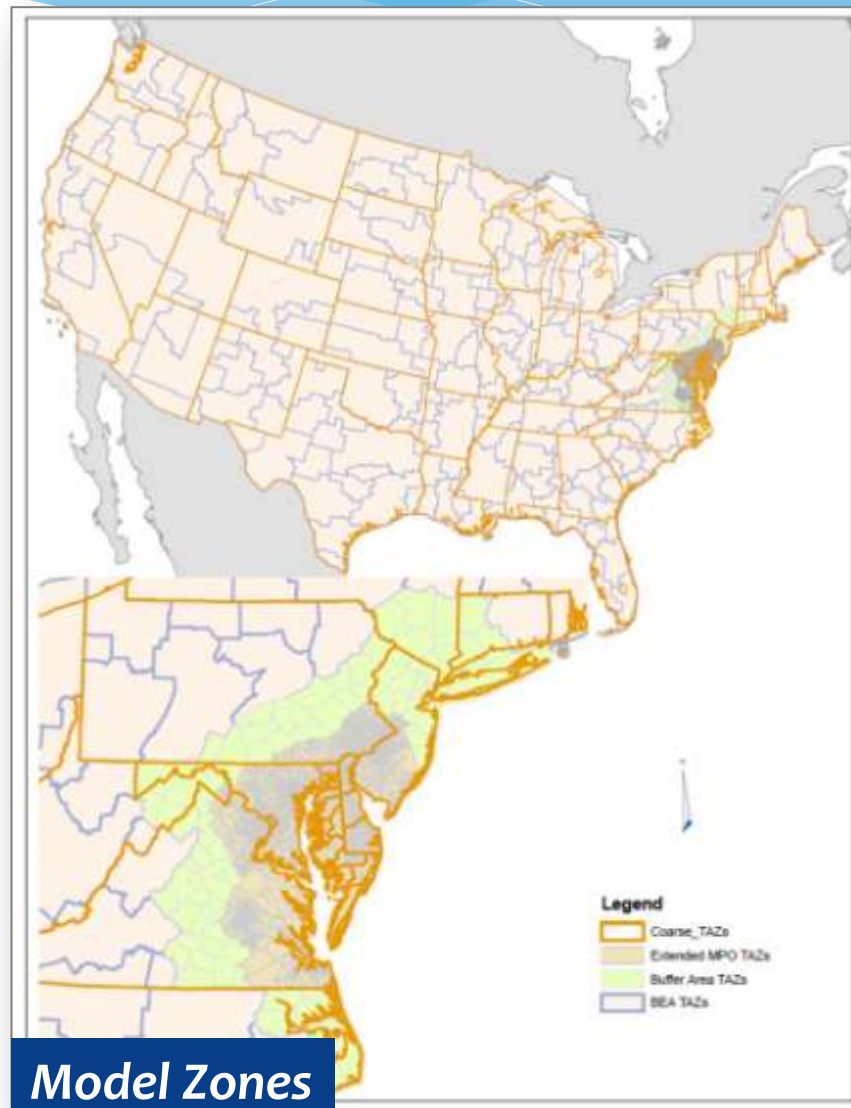 Legend
Coarse_TAZs
Extended MPO TAZs
Buffer Area TAZs
BEA TAZs
Model Zones